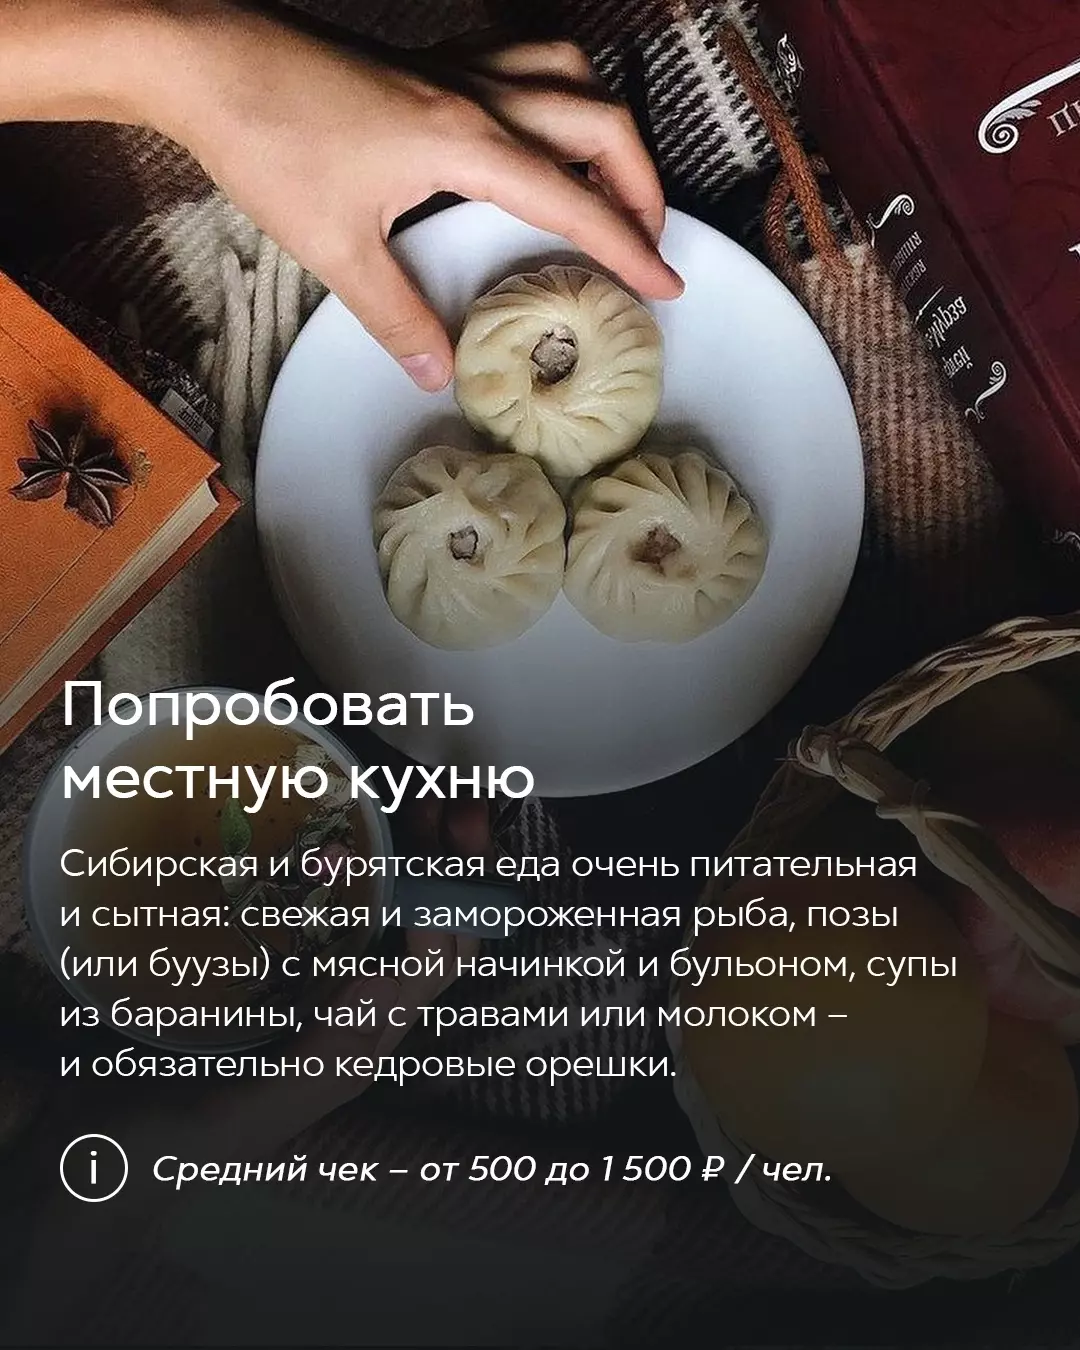 Попробовать
местную кухню
Сибирская и бурятская еда очень питательная
и сытная: свежая и замороженная рыба, позы
(или буузы) с мясной начинкой и бульоном, супы
из баранины, чай с травами или молоком –
и обязательно кедровые орешки.
i Средний чек – от 500 до 1 500 ₽ / чел.